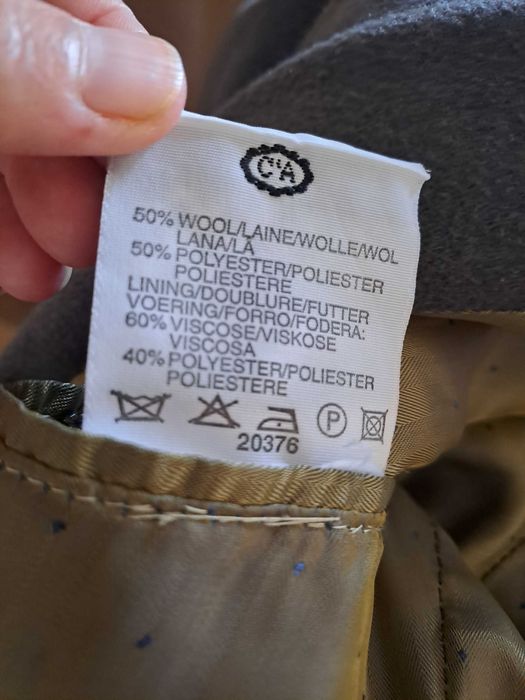 C&A
50% WOOL/LAINE/WOLLE/WOL
LANA/LÃ
50% POLYESTER/POLIESTER
POLIESTERE
LINING/DOUBLURE/FUTTER
VOERING/FORRO/FODERA:
60% VISCOSE/VISKOSE
VISCOSA
40% POLYESTER/POLIESTER
POLIESTERE
P
20376